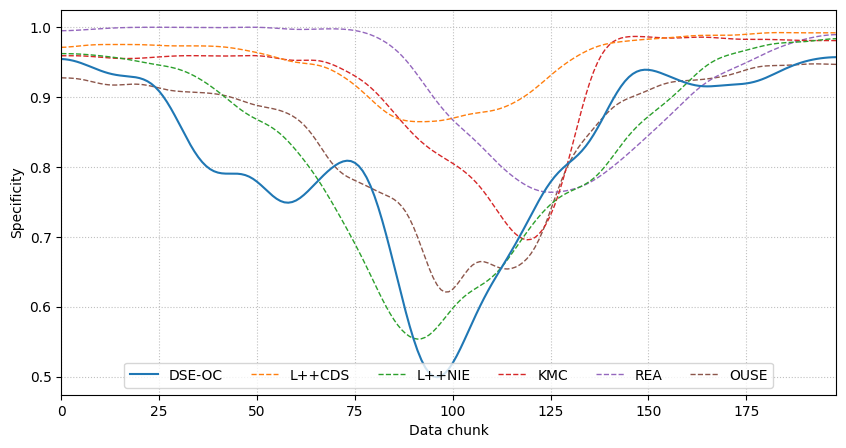 1.0
0.9
0.8
0.7
0.6
0.5
Specificity
DSE-OC L++CDS L++NIE KMC REA OUSE
0 25 50 75 100 125 150 175
Data chunk